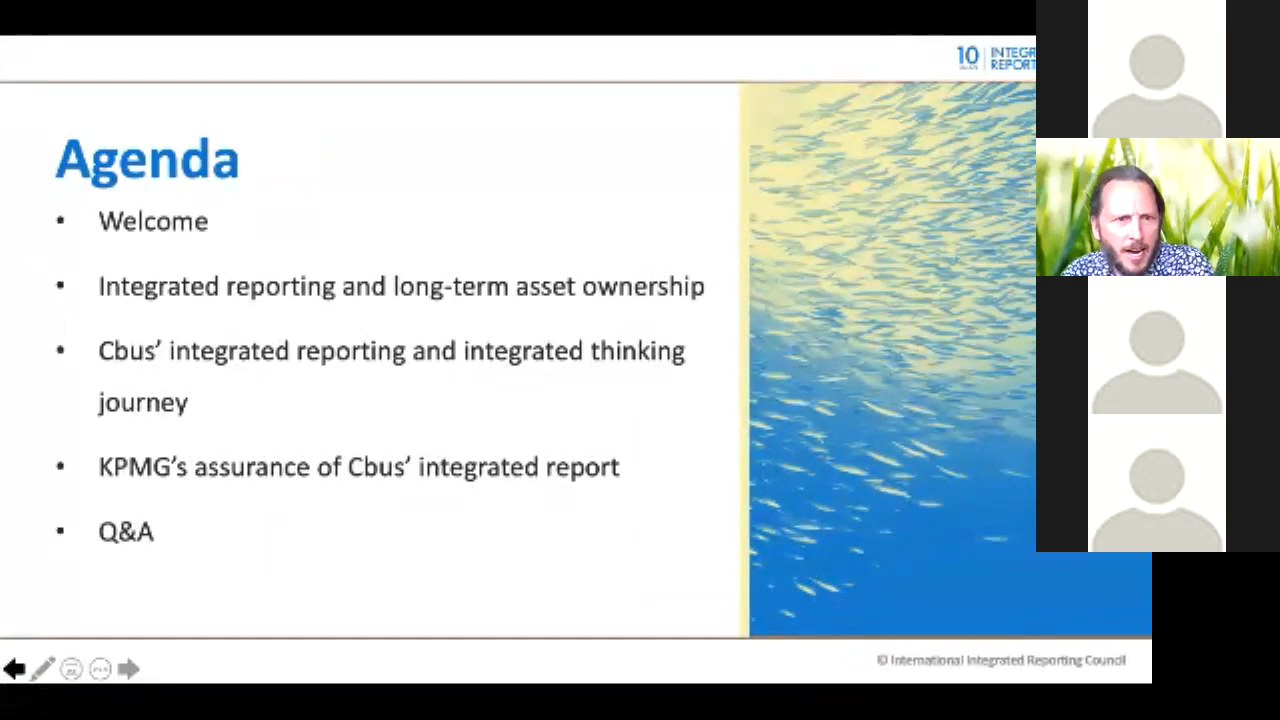 10 INTEGR
REPORT
Agenda
• Welcome
• Integrated reporting and long-term asset ownership
• Cbus’ integrated reporting and integrated thinking
journey
• KPMG’s assurance of Cbus’ integrated report
• Q&A
© International Integrated Reporting Council